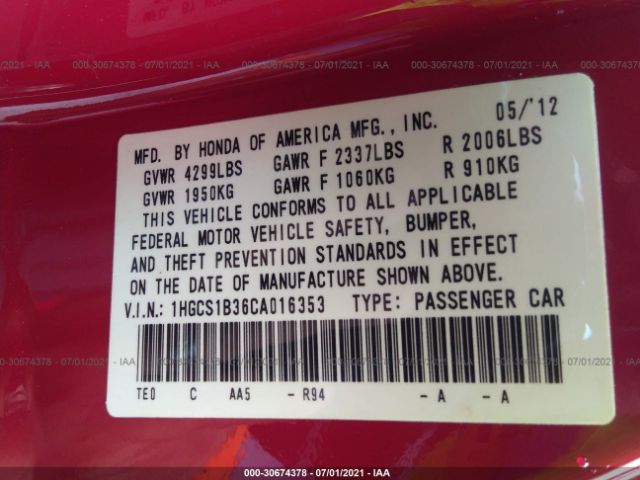 000-30674378 - 07/01/2021 - IAA
MFD. BY HONDA OF AMERICA MFG., INC. 05/'12
GVWR 4299LBS GAWR F 2337LBS R 2006LBS
GVWR 1950KG GAWR F 1060KG R 910KG
THIS VEHICLE CONFORMS TO ALL APPLICABLE
FEDERAL MOTOR VEHICLE SAFETY, BUMPER,
AND THEFT PREVENTION STANDARDS IN EFFECT
ON THE DATE OF MANUFACTURE SHOWN ABOVE.
V.I.N.: 1HGCS1B36CA016353 TYPE: PASSENGER CAR
TE0 C AA5 - R94 - A - A
000-30674378 - 07/01/2021 - IAA